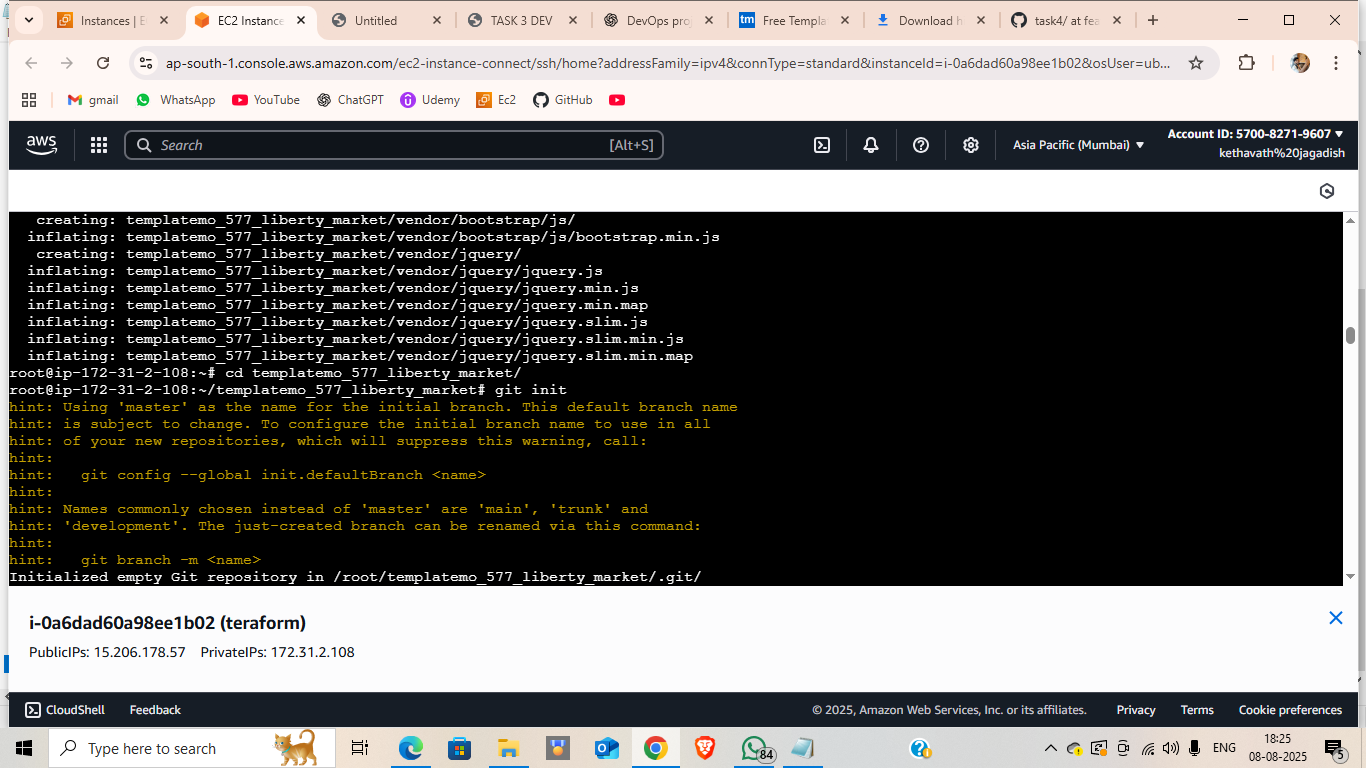 Instances | E
EC2 Instance
Untitled
TASK 3 DEV
DevOps pro
tm
Free Templa
Download h
task4/ at fea
ap-south-1.console.aws.amazon.com/ec2-instance-connect/ssh/home?addressFamily=ipv4&connType=standard&instanceId=i-0a6dad60a98ee1b02&osUser=ub...
gmail
WhatsApp
YouTube
ChatGPT
Udemy
Ec2
GitHub
aws
Search
[Alt+S]
Asia Pacific (Mumbai)
Account ID: 5700-8271-9607
kethavath%20jagadish
creating: templatemo_577_liberty_market/vendor/bootstrap/js/
inflating: templatemo_577_liberty_market/vendor/bootstrap/js/bootstrap.min.js
creating: templatemo_577_liberty_market/vendor/jquery/
inflating: templatemo_577_liberty_market/vendor/jquery/jquery.js
inflating: templatemo_577_liberty_market/vendor/jquery/jquery.min.js
inflating: templatemo_577_liberty_market/vendor/jquery/jquery.min.map
inflating: templatemo_577_liberty_market/vendor/jquery/jquery.slim.js
inflating: templatemo_577_liberty_market/vendor/jquery/jquery.slim.min.js
inflating: templatemo_577_liberty_market/vendor/jquery/jquery.slim.min.map
root@ip-172-31-2-108:~# cd templatemo_577_liberty_market/
root@ip-172-31-2-108:~/templatemo_577_liberty_market# git init
hint: Using 'master' as the name for the initial branch. This default branch name
hint: is subject to change. To configure the initial branch name to use in all
hint: of your new repositories, which will suppress this warning, call:
hint:
hint:   git config --global init.defaultBranch <name>
hint:
hint: Names commonly chosen instead of 'master' are 'main', 'trunk' and
hint: 'development'. The just-created branch can be renamed via this command:
hint:
hint:   git branch -m <name>
Initialized empty Git repository in /root/templatemo_577_liberty_market/.git/
i-0a6dad60a98ee1b02 (teraform)
PublicIPs: 15.206.178.57 PrivateIPs: 172.31.2.108
CloudShell
Feedback
© 2025, Amazon Web Services, Inc. or its affiliates.
Privacy
Terms
Cookie preferences
Type here to search
84
ENG
18:25
08-08-2025
5